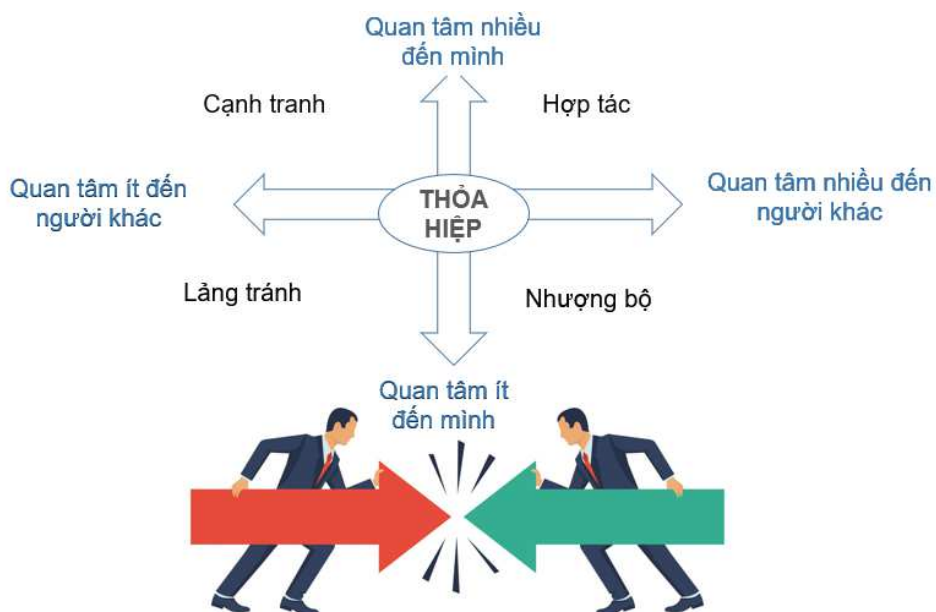 Quan tâm nhiều
đến mình
Cạnh tranh
Hợp tác
Quan tâm ít đến
người khác
THỎA
HIỆP
Quan tâm nhiều đến
người khác
Lảng tránh
Nhượng bộ
Quan tâm ít
đến mình